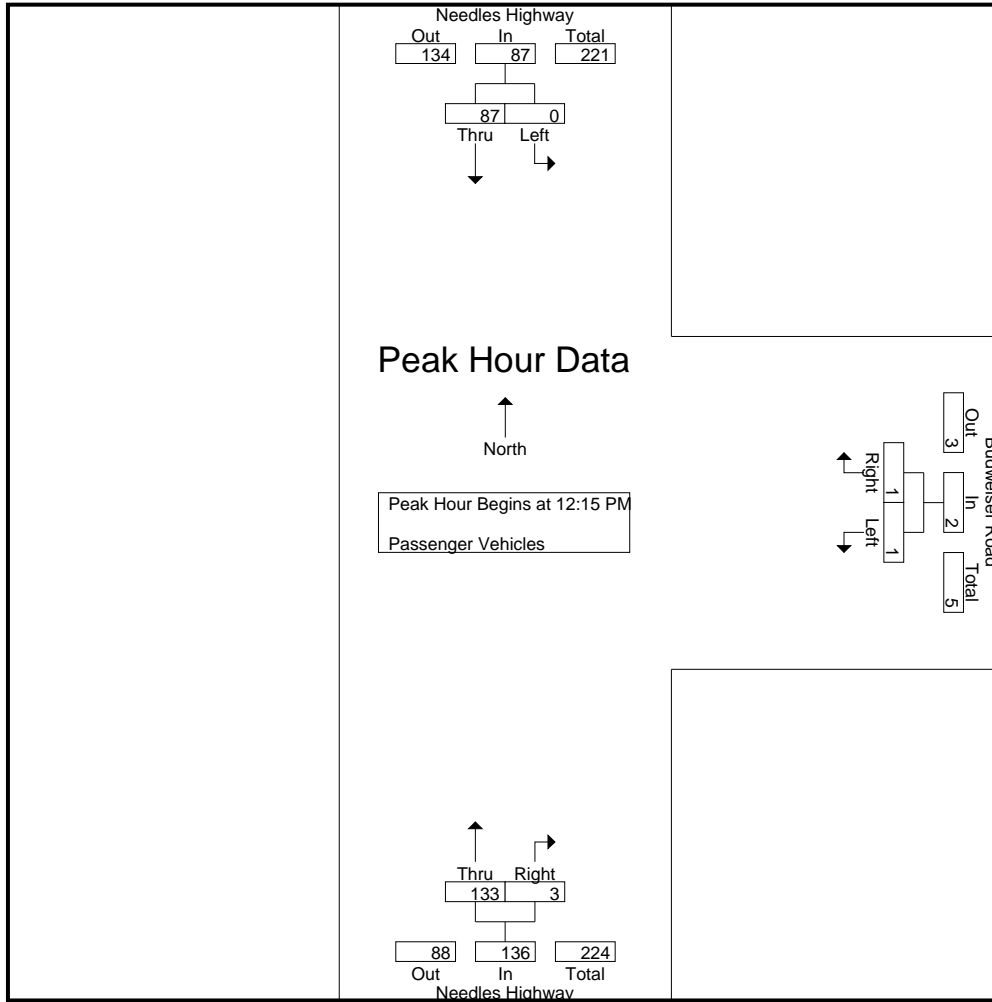 Needles Highway
Out In Total
134 87 221
87 0
Thru Left
Peak Hour Data
North
Peak Hour Begins at 12:15 PM
Passenger Vehicles
Budweiser Road
Out In Total
3 2 5
Right Left
1 1
Thru Right
133 3
88 136 224
Out In Total
Needles Highway